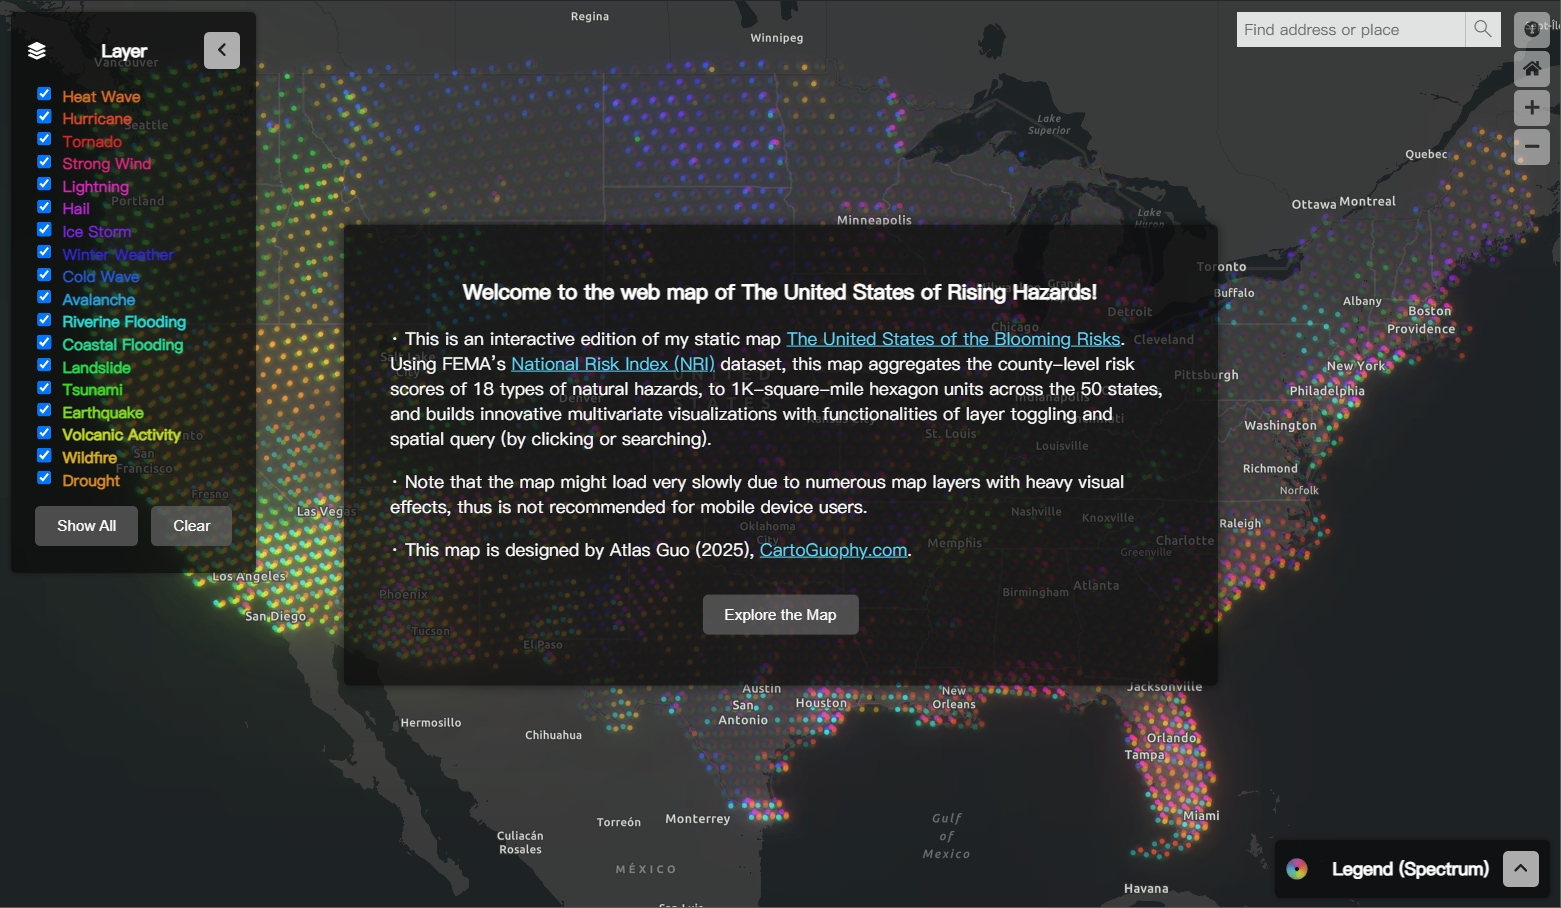 Regina
Winnipeg
Find address or place
Layer
Vancouver
Heat Wave
Hurricane
Seattle
Tornado
Strong Wind
Lightning
Portland
Hail
Ice Storm
Winter Weather
Cold Wave
Avalanche
Riverine Flooding
Coastal Flooding
Landslide
Tsunami
Earthquake
Volcanic Activity
Wildfire
San
Francisco
Drought
Fresno
Show All
Clear
Las Vegas
Los Angeles
San Diego
Lake
Superior
Quebec
Ottawa
Montreal
Minneapolis
Lake
Huron
Toronto
Buffalo
Albany
Boston
Providence
Detroit
Chicago
Cleveland
New York
Pittsburgh
Philadelphia
Indianapolis
Washington
St. Louis
Louisville
Richmond
Norfolk
Welcome to the web map of The United States of Rising Hazards!
· This is an interactive edition of my static map The United States of the Blooming Risks.
Using FEMA's National Risk Index (NRI) dataset, this map aggregates the county-level risk
scores of 18 types of natural hazards, to 1K-square-mile hexagon units across the 50 states,
and builds innovative multivariate visualizations with functionalities of layer toggling and
spatial query (by clicking or searching).
· Note that the map might load very slowly due to numerous map layers with heavy visual
effects, thus is not recommended for mobile device users.
· This map is designed by Atlas Guo (2025), CartoGuophy.com.
Explore the Map
Denver
Kansas City
Oklahoma
City
Nashville
Knoxville
Raleigh
Memphis
Charlotte
Greenville
Birmingham
Atlanta
Phoenix
Tucson
El Paso
Austin
San
Antonio
Houston
New
Orleans
Jacksonville
Hermosillo
Chihuahua
Orlando
Tampa
Miami
Torreón
Monterrey
Culiacán
Rosales
MÉXICO
Gulf
of
Mexico
Havana
Legend (Spectrum)